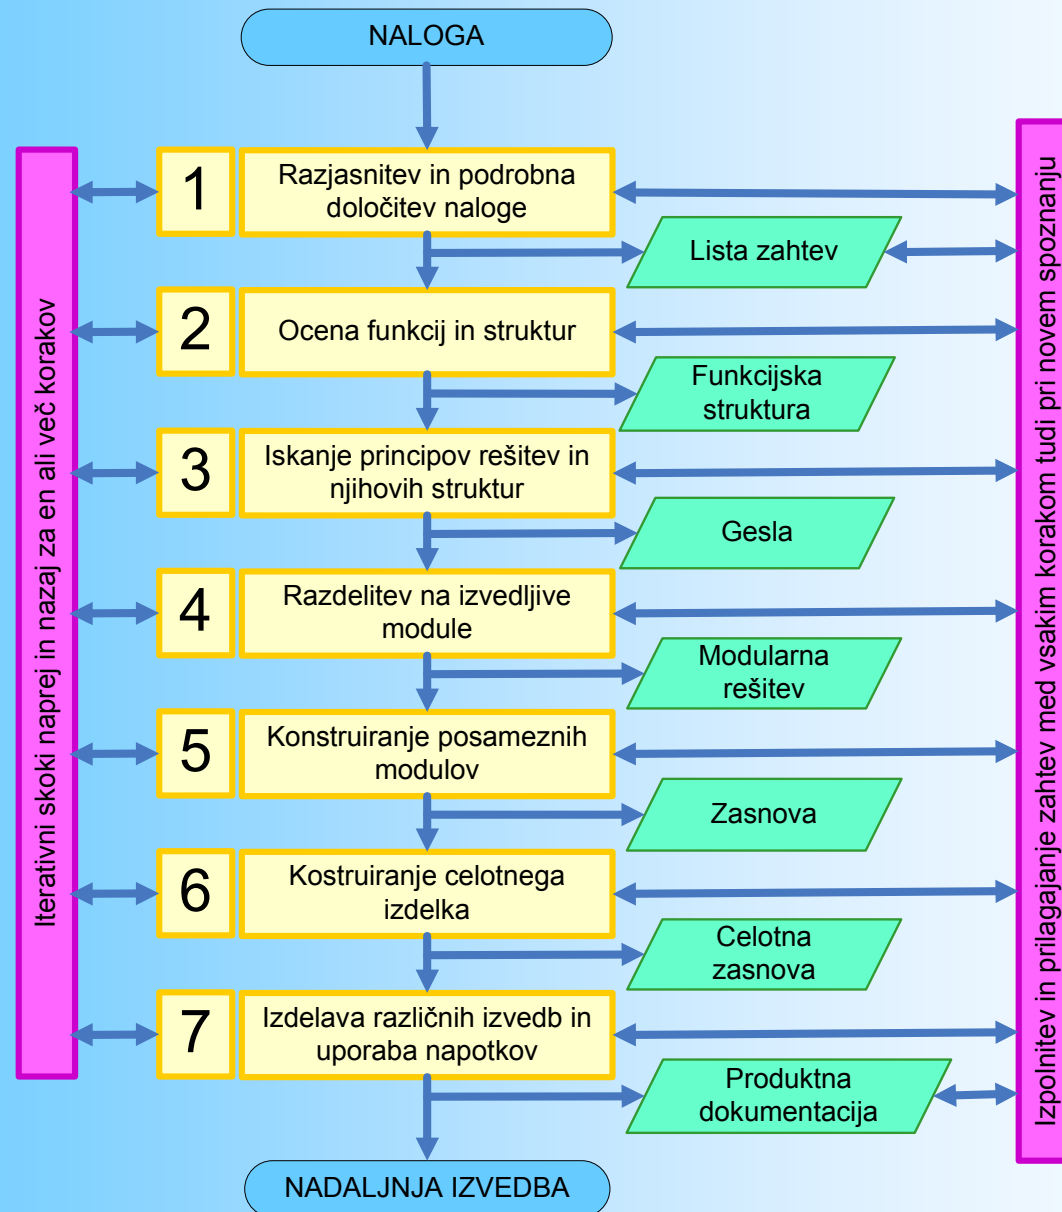 NALOGA
1
Razjasnitev in podrobna
določitev naloge
Lista zahtev
2
Ocena funkcij in struktur
Funkcijska
struktura
3
Iskanje principov rešitev in
njihovih struktur
Gesla
4
Razdelitev na izvedljive
module
Modularna
rešitev
5
Konstruiranje posameznih
modulov
Zasnova
6
Kostruiranje celotnega
izdelka
Celotna
zasnova
7
Izdelava različnih izvedb in
uporaba napotkov
Produktna
dokumentacija
NADALJNJA IZVEDBA
Iterativni skoki naprej in nazaj za en ali več korakov
Izpolnitev in prilagajanje zahtev med vsakim korakom tudi pri novem spoznanju